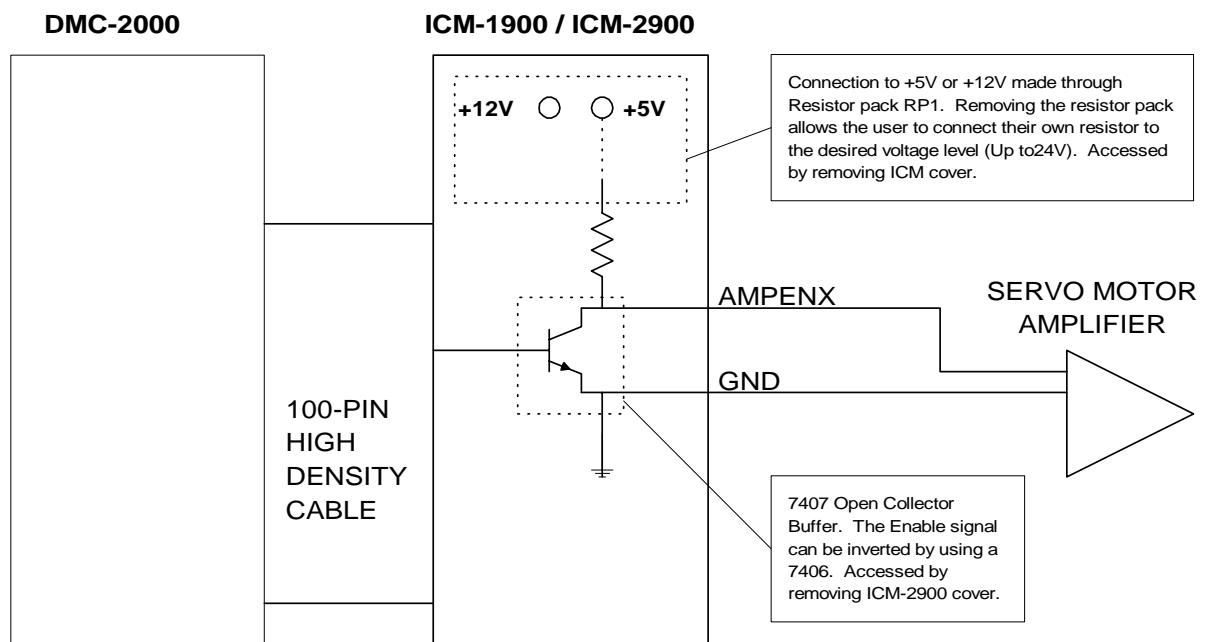 DMC-2000
ICM-1900 / ICM-2900
+12V
+5V
Connection to +5V or +12V made through
Resistor pack RP1. Removing the resistor pack
allows the user to connect their own resistor to
the desired voltage level (Up to24V). Accessed
by removing ICM cover.
AMPENX
SERVO MOTOR
AMPLIFIER
GND
100-PIN
HIGH
DENSITY
CABLE
7407 Open Collector
Buffer. The Enable signal
can be inverted by using a
7406. Accessed by
removing ICM-2900 cover.